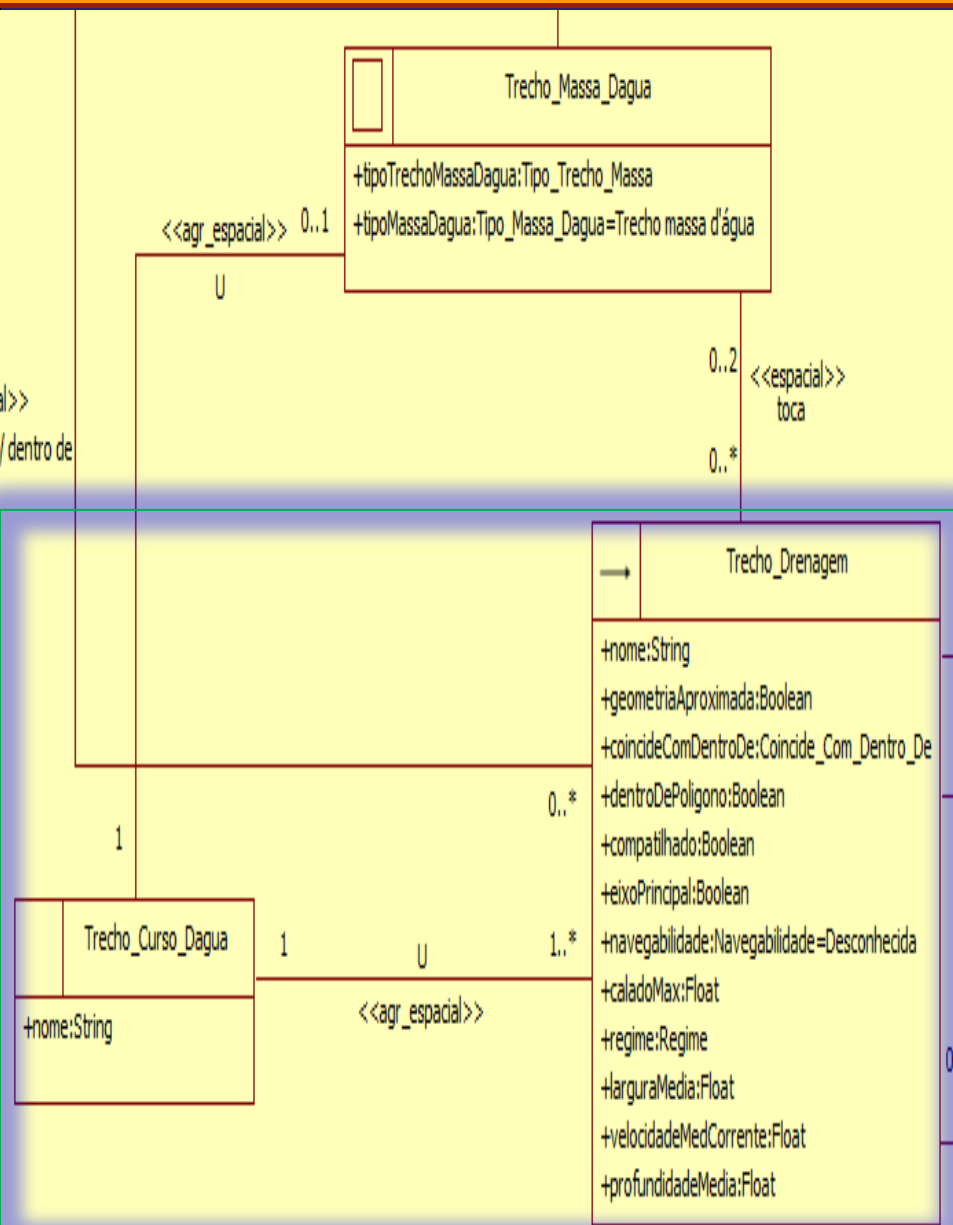 Trecho_Massa_Dagua
+tipoTrechoMassaDagua:Tipo_Trecho_Massa
+tipoMassaDagua:Tipo_Massa_Dagua=Trecho massa d'água
<<agr_espacial>>
0..1
U
0..2
<<espacial>>
toca
al>>
/ dentro de
0..*
Trecho_Drenagem
+nome:String
+geometriaAproximada:Boolean
+coincideComDentroDe:Coincide_Com_Dentro_De
+dentroDePoligono:Boolean
+compatilhado:Boolean
+eixoPrincipal:Boolean
+navegabilidade:Navegabilidade=Desconhecida
+caladoMax:Float
+regime:Regime
+larguraMedia:Float
+velocidadeMedCorrente:Float
+profundidadeMedia:Float
0..*
1
Trecho_Curso_Dagua
+nome:String
1
U
1..*
<<agr_espacial>>